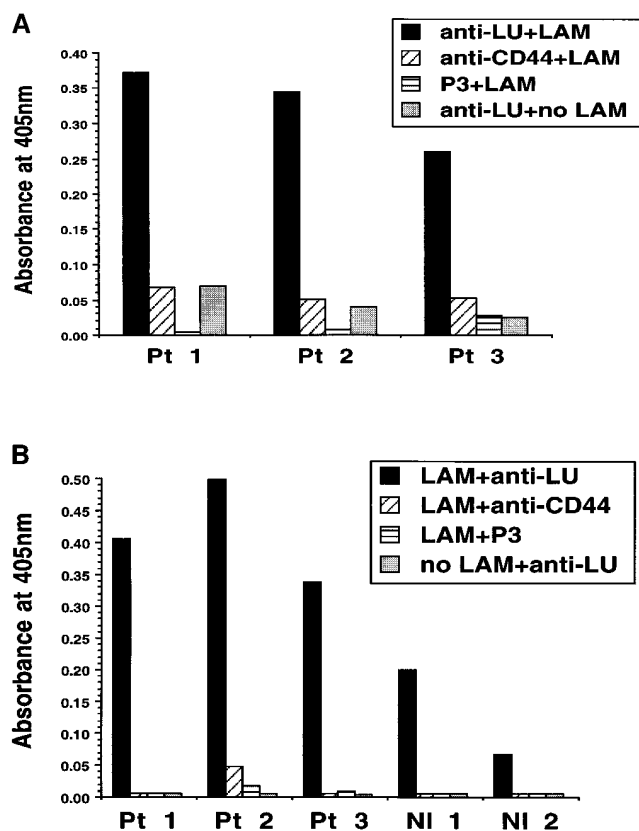 A
anti-LU+LAM
anti-CD44+LAM
P3+LAM
anti-LU+no LAM
Absorbance at 405nm
0.40
0.35
0.30
0.25
0.20
0.15
0.10
0.05
0.00
Pt 1
Pt 2
Pt 3
B
LAM+anti-LU
LAM+anti-CD44
LAM+P3
no LAM+anti-LU
Absorbance at 405nm
0.50
0.45
0.40
0.35
0.30
0.25
0.20
0.15
0.10
0.05
0.00
Pt 1
Pt 2
Pt 3
Nl 1
Nl 2